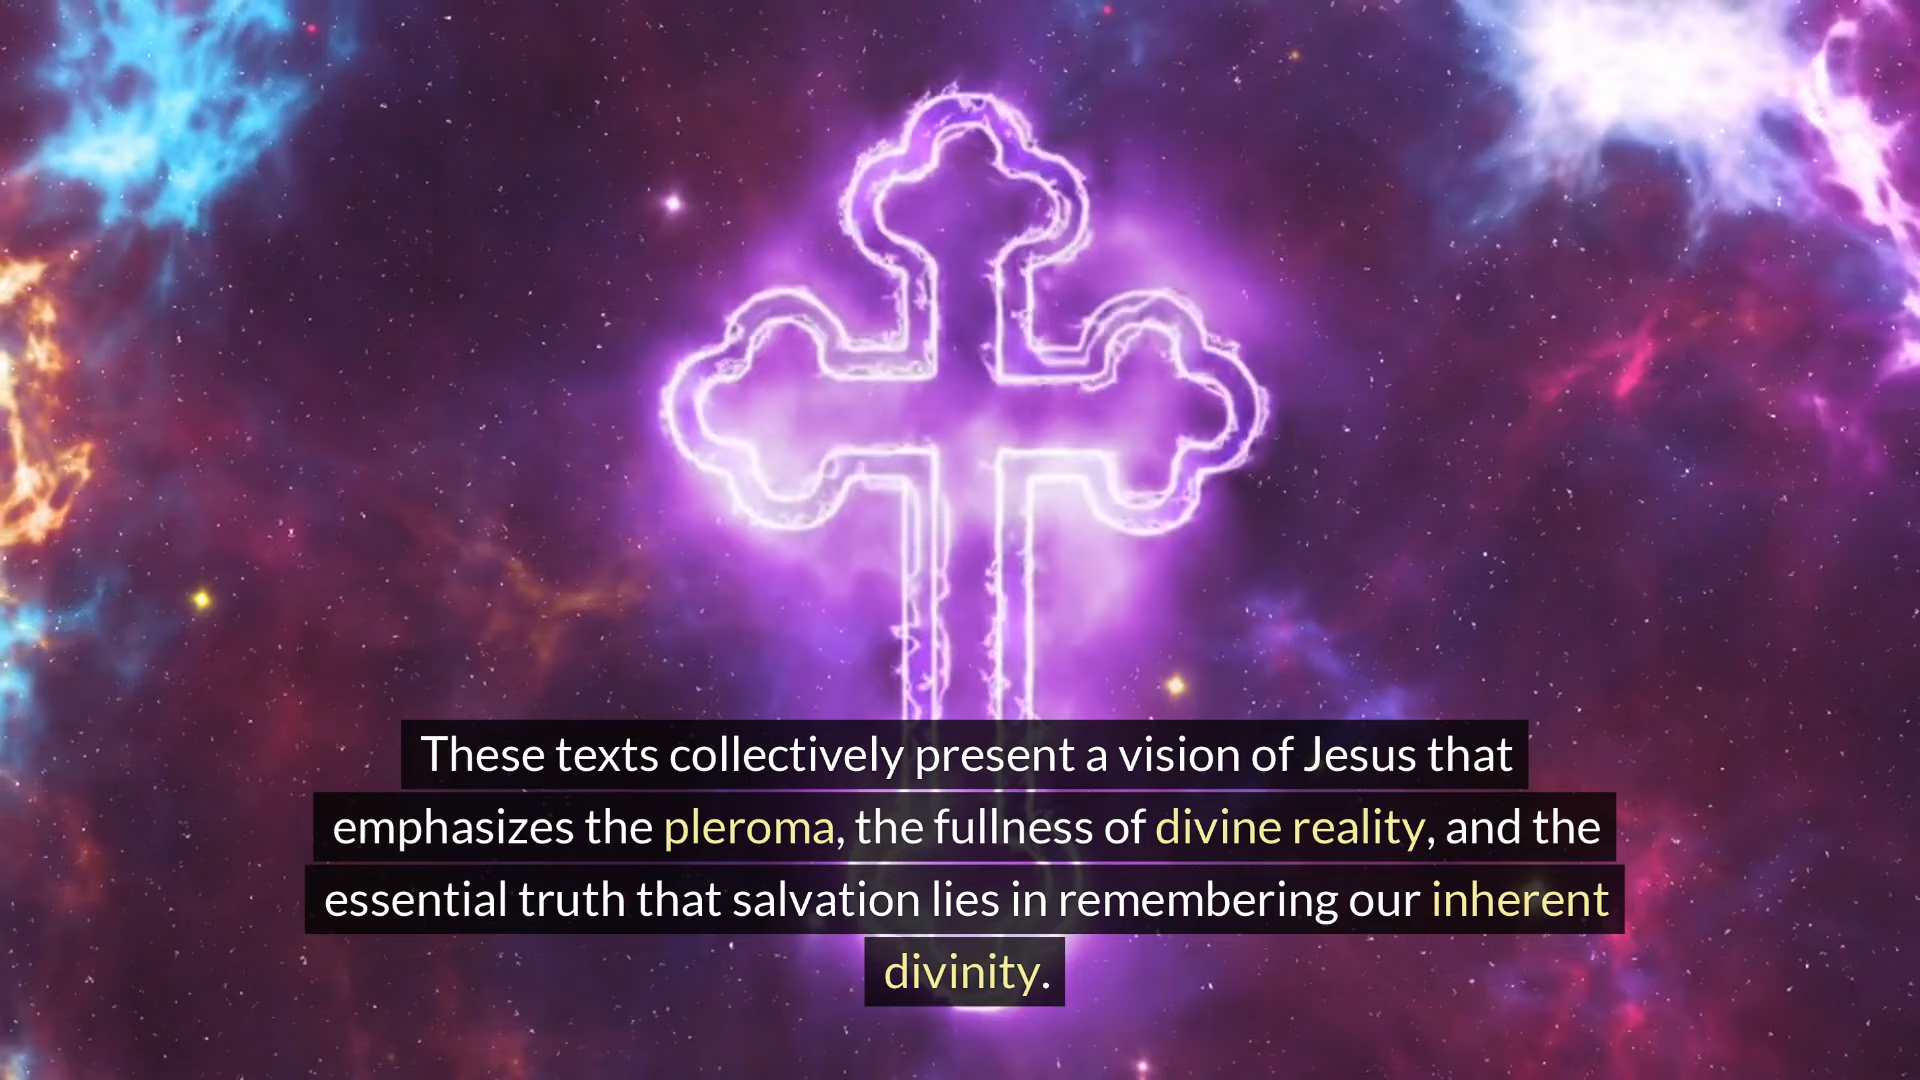 These texts collectively present a vision of Jesus that
emphasizes the pleroma, the fullness of divine reality, and the
essential truth that salvation lies in remembering our inherent
divinity.